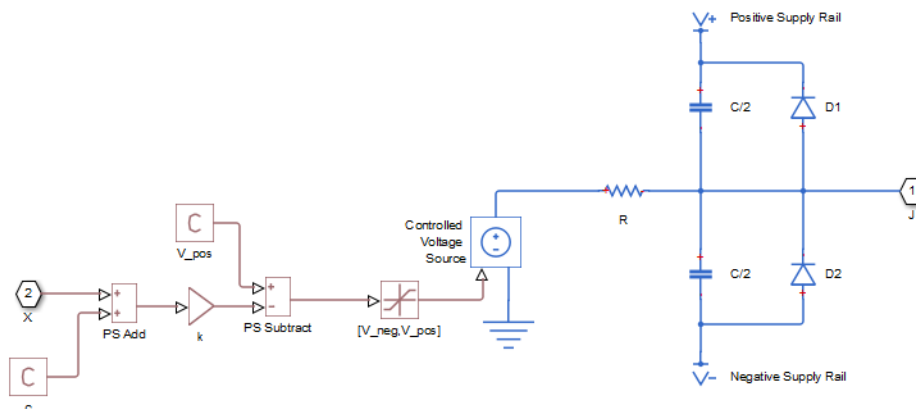 Positive Supply Rail
C/2
D1
1
J
R
Controlled
Voltage
Source
C
V_pos
C/2
D2
2
X
PS Add
k
PS Subtract
[V_neg,V_pos]
C
Negative Supply Rail